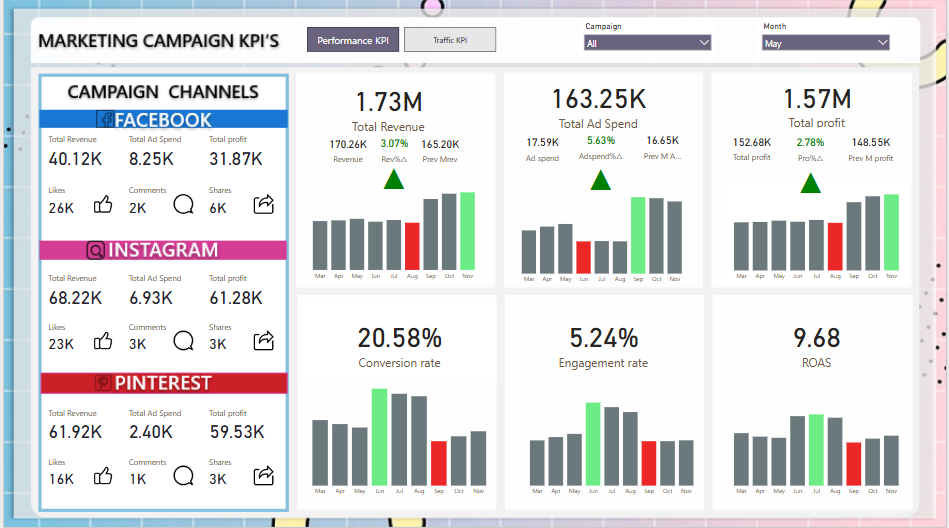 MARKETING CAMPAIGN KPI'S
Performance KPI
Traffic KPI
Campaign
All
Month
May
CAMPAIGN CHANNELS
FACEBOOK
Total Revenue Total Ad Spend Total profit
40.12K 8.25K 31.87K
Likes Comments Shares
26K 2K 6K
INSTAGRAM
Total Revenue Total Ad Spend Total profit
68.22K 6.93K 61.28K
Likes Comments Shares
23K 3K 3K
PINTEREST
Total Revenue Total Ad Spend Total profit
61.92K 2.40K 59.53K
Likes Comments Shares
16K 1K 3K
1.73M
Total Revenue
170.26K 3.07% 165.20K
Revenue Rev%△ Prev Mrev
Mar Apr May Jun Jul Aug Sep Oct Nov
163.25K
Total Ad Spend
17.59K 5.63% 16.65K
Ad spend Adspend%△ Prev M A...
Mar Apr May Jun Jul Aug Sep Oct Nov
1.57M
Total profit
152.68K 2.78% 148.55K
Total profit Pro%△ Prev M profit
Mar Apr May Jun Jul Aug Sep Oct Nov
20.58%
Conversion rate
Mar Apr May Jun Jul Aug Sep Oct Nov
5.24%
Engagement rate
Mar Apr May Jun Jul Aug Sep Oct Nov
9.68
ROAS
Mar Apr May Jun Jul Aug Sep Oct Nov